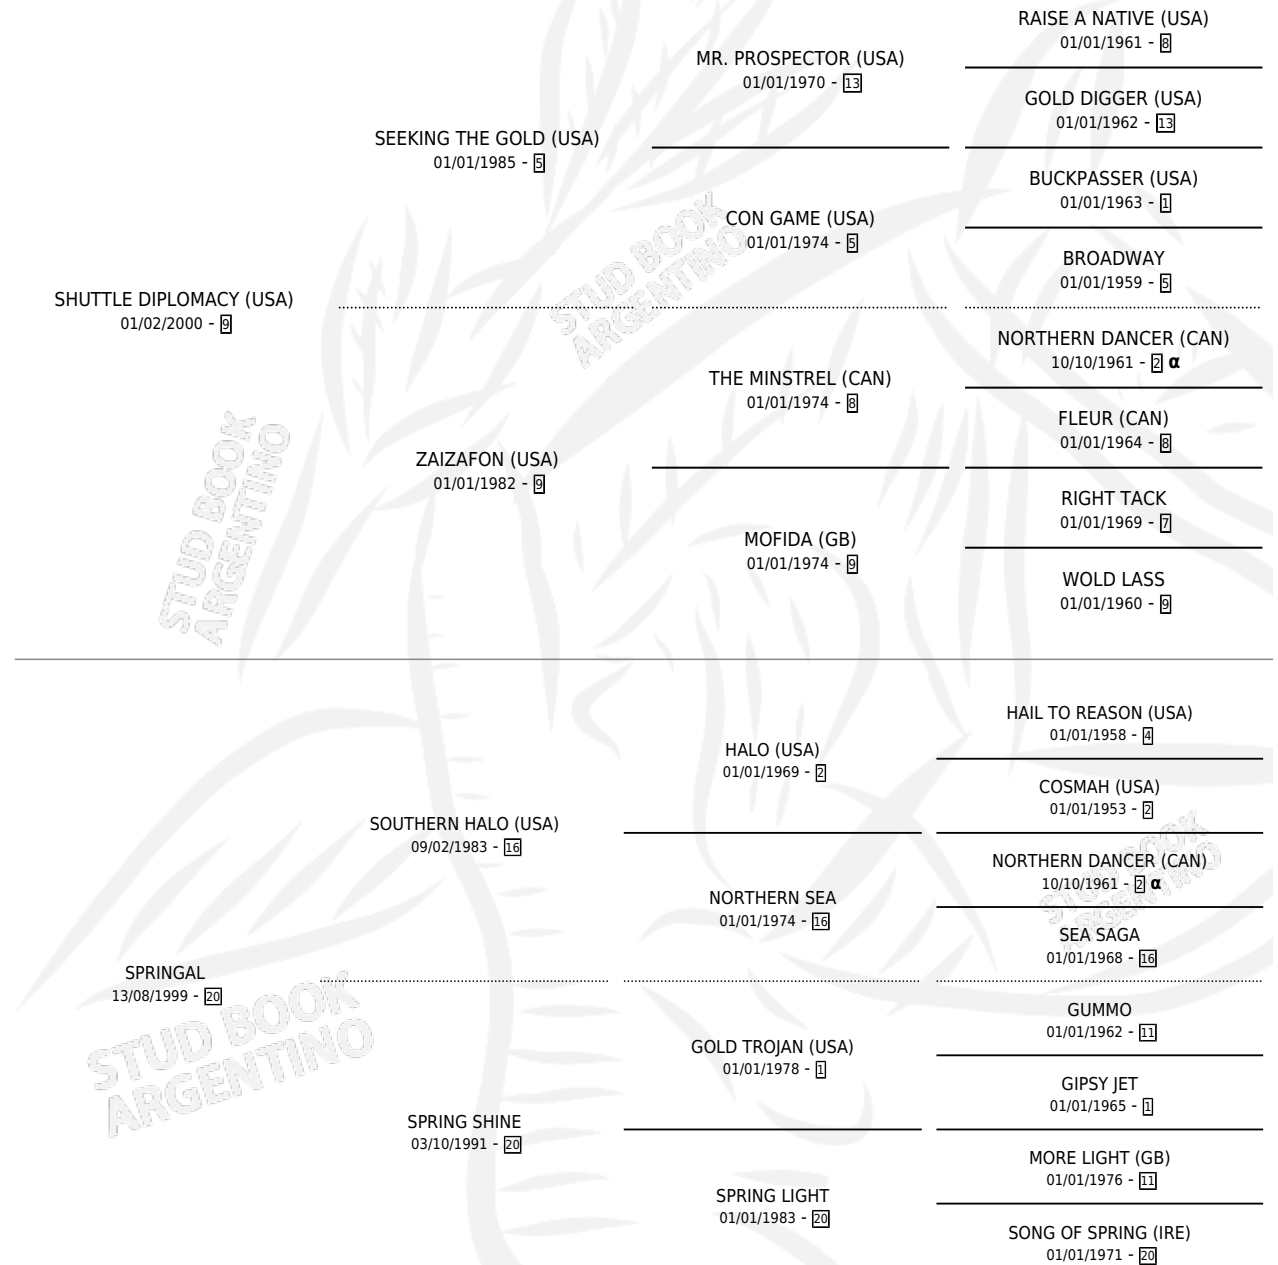 RAISE A NATIVE (USA)
01/01/1961 - 8
MR. PROSPECTOR (USA)
01/01/1970 - 13
GOLD DIGGER (USA)
01/01/1962 - 13
SEEKING THE GOLD (USA)
01/01/1985 - 5
BUCKPASSER (USA)
01/01/1963 - 1
CON GAME (USA)
01/01/1974 - 5
BROADWAY
01/01/1959 - 5
SHUTTLE DIPLOMACY (USA)
01/02/2000 - 9
NORTHERN DANCER (CAN)
10/10/1961 - 2 α
THE MINSTREL (CAN)
01/01/1974 - 8
FLEUR (CAN)
01/01/1964 - 8
ZAIZAFON (USA)
01/01/1982 - 9
RIGHT TACK
01/01/1969 - 7
MOFIDA (GB)
01/01/1974 - 9
WOLD LASS
01/01/1960 - 9
HAIL TO REASON (USA)
01/01/1958 - 4
HALO (USA)
01/01/1969 - 2
COSMAH (USA)
01/01/1953 - 2
SOUTHERN HALO (USA)
09/02/1983 - 16
NORTHERN DANCER (CAN)
10/10/1961 - 2 α
NORTHERN SEA
01/01/1974 - 16
SEA SAGA
01/01/1968 - 16
SPRINGAL
13/08/1999 - 20
GUMMO
01/01/1962 - 11
GOLD TROJAN (USA)
01/01/1978 - 1
GIPSY JET
01/01/1965 - 1
SPRING SHINE
03/10/1991 - 20
MORE LIGHT (GB)
01/01/1976 - 11
SPRING LIGHT
01/01/1983 - 20
SONG OF SPRING (IRE)
01/01/1971 - 20
STUD BOOK
ARGENTINO
STUD BOOK
ARGENTINO
STUD BOOK
ARGENTINO
STUD BOOK
ARGENTINO